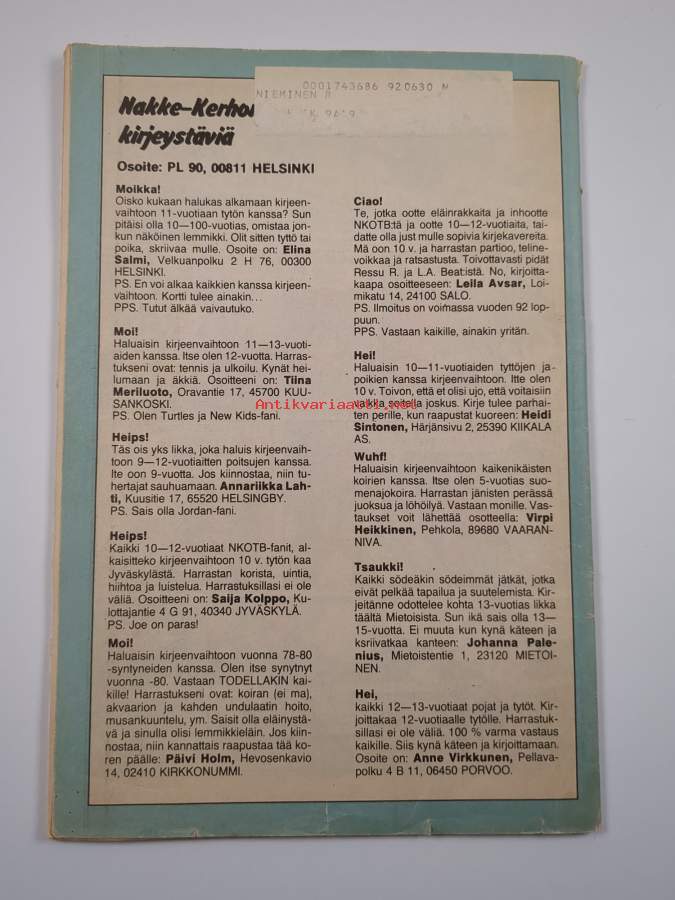 0001743686 920630 N
NIEMINEN
Nakke-Kerhon
kirjeystäviä
Osoite: PL 90, 00811 HELSINKI
Moikka!
Oisko kukaan halukas alkamaan kirjeen-
vaihtoon 11-vuotiaan tytön kanssa? Sun
pitäisi olla 10—100-vuotias, omistaa jon-
kun näköinen lemmikki. Olit sitten tyttö tai
poika, skriivaa mulle. Osoite on: Elina
Salmi, Velkuanpolku 2 H 76, 00300
HELSINKI.
PS. En voi alkaa kaikkien kanssa kirjeen-
vaihtoon. Kortti tulee ainakin...
PPS. Tutut älkää vaivautuko.
Moi!
Haluaisin kirjeenvaihtoon 11—13-vuoti-
aiden kanssa. Itse olen 12-vuotta. Harras-
tukseni ovat: tennis ja ulkoilu. Kynät hei-
lumaan ja äkkiä. Osoitteeni on: Tiina
Meriluoto, Oravantie 17, 45700 KUU-
SANKOSKI.
PS. Olen Turtles ja New Kids-fani.
Heips!
Täs ois yks likka, joka haluis kirjeenvaih-
toon 9—12-vuotiaitten poitsujen kanssa.
Ite oon 9-vuotta. Jos kiinnostaa, niin tu-
hertajat sauhuamaan. Annariikka Lah-
ti, Kuusitie 17, 65520 HELSINGBY.
PS. Sais olla Jordan-fani.
Heips!
Kaikki 10—12-vuotiaat NKOTB-fanit, al-
kaisitteko kirjeenvaihtoon 10 v. tytön kaa
Jyväskylästä. Harrastan korista, uintia,
hiihtoa ja luistelua. Harrastuksillasi ei ole
väliä. Osoitteeni on: Saija Kolppo, Ku-
lottajantie 4 G 91, 40340 JYVÄSKYLÄ.
PS. Joe on paras!
Moi!
Haluaisin kirjeenvaihtoon vuonna 78-80
-syntyneiden kanssa. Olen itse synytnyt
vuonna -80. Vastaan TODELLAKIN kai-
kille! Harrastukseni ovat: koiran (ei ma),
akvaarion ja kahden undulaatin hoito,
musankuuntelu, ym. Saisit olla eläinystä-
vä ja sinulla olisi lemmikkieläin. Jos kiin-
nostaa, niin kannattais raapustaa tää ko-
ren päälle: Päivi Holm, Hevosenkavio
14, 02410 KIRKKONUMMI.
Ciao!
Te, jotka ootte eläinrakkaita ja inhootte
NKOTB:tä ja ootte 10—12-vuotiaita, tai-
datte olla just mulle sopivia kirjekavereita.
Mä oon 10 v. ja harrastan partioo, teline-
voikkaa ja ratsastusta. Toivottavasti pidät
Ressu R. ja L.A. Beat:istä. No, kirjoitta-
kaapa osoitteeseen: Leila Avsar, Loi-
mikatu 14, 24100 SALO.
PS. Ilmoitus on voimassa vuoden 92 lop-
puun.
PPS. Vastaan kaikille, ainakin yritän.
Hei!
Haluaisin 10—11-vuotiaiden tyttöjen ja
poikien kanssa kirjeenvaihtoon. Itte olen
10 v. Toivon, että et olisi ujo, että voitaisiin
vaikka soitella joskus. Kirje tulee parhai-
ten perille, kun raapustat kuoreen: Heidi
Sintonen, Härjänsivu 2, 25390 KIIKALA
AS.
Wuhf!
Haluaisin kirjeenvaihtoon kaikenikäisten
koirien kanssa. Itse olen 5-vuotias suo-
menajokoira. Harrastan jänisten perässä
juoksua ja löhöilyä. Vastaan monille. Vas-
taukset voit lähettää osotteella: Virpi
Heikkinen, Pehkola, 89680 VAARAN-
NIVA.
Tsaukki!
Kaikki södeäkin södeimmät jätkät, jotka
eivät pelkää tapailua ja suutelemista. Kir-
jeitänne odottelee kohta 13-vuotias likka
täältä Mietoisista. Sun ikä sais olla 13—
15-vuotta. Ei muuta kun kynä käteen ja
ksriivatkaa kanteen: Johanna Pale-
nius, Mietoistentie 1, 23120 MIETOI-
NEN.
Hei,
kaikki 12—13-vuotiaat pojat ja tytöt. Kir-
joittakaa 12-vuotiaalle tytölle. Harrastuk-
sillasi ei ole väliä. 100 % varma vastaus
kaikille. Siis kynä käteen ja kirjoittamaan.
Osoite on: Anne Virkkunen, Pellava-
polku 4 B 11, 06450 PORVOO.
Antikvariaatti.net